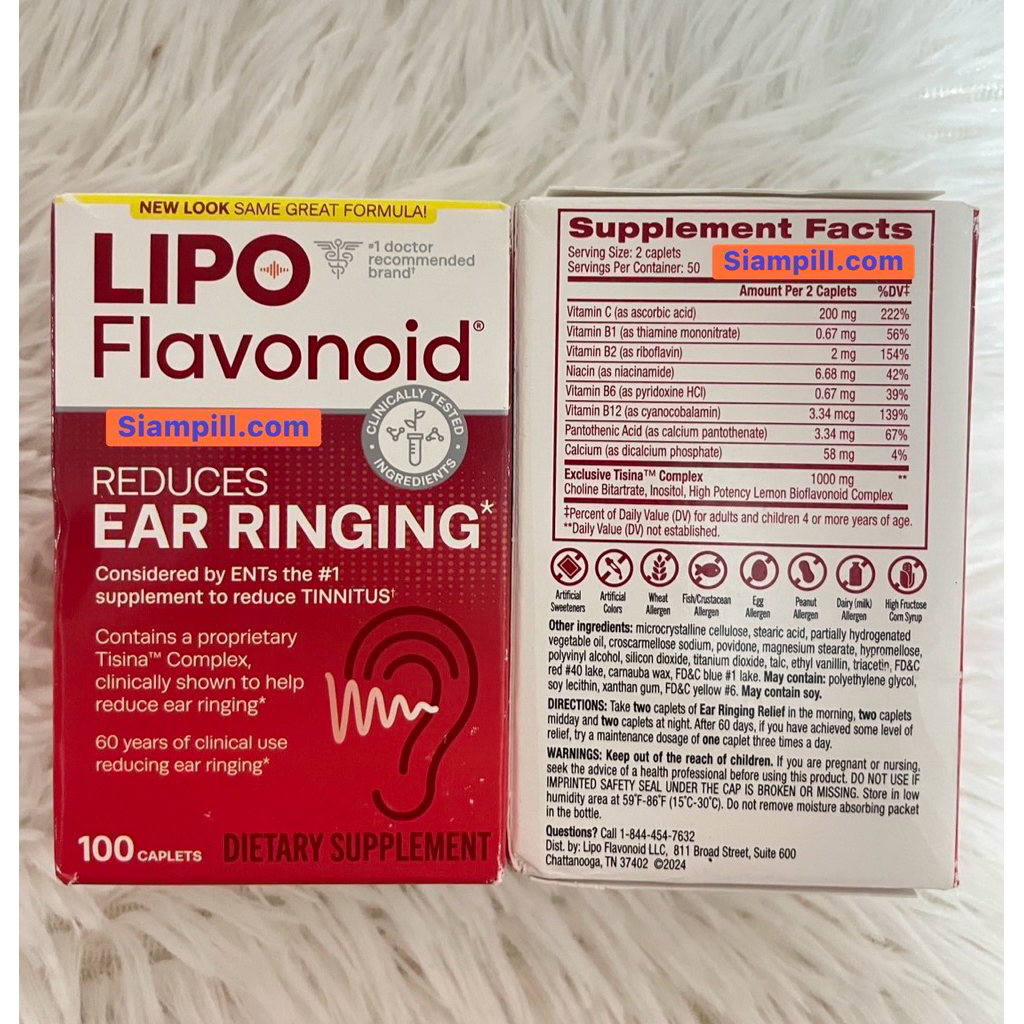 NEW LOOK SAME GREAT FORMULA!
LIPO
Flavonoid®
#1 doctor
recommended
brand†
Siampill.com
CLINICALLY TESTED
INGREDIENTS
REDUCES
EAR RINGING*
Considered by ENTs the #1
supplement to reduce TINNITUS†
Contains a proprietary
Tisina™ Complex,
clinically shown to help
reduce ear ringing*
60 years of clinical use
reducing ear ringing*
100 CAPLETS
DIETARY SUPPLEMENT
Supplement Facts
Serving Size: 2 caplets
Servings Per Container: 50
Siampill.com
Amount Per 2 Caplets %DV‡
Vitamin C (as ascorbic acid) 200 mg 222%
Vitamin B1 (as thiamine mononitrate) 0.67 mg 56%
Vitamin B2 (as riboflavin) 2 mg 154%
Niacin (as niacinamide) 6.68 mg 42%
Vitamin B6 (as pyridoxine HCl) 0.67 mg 39%
Vitamin B12 (as cyanocobalamin) 3.34 mcg 139%
Pantothenic Acid (as calcium pantothenate) 3.34 mg 67%
Calcium (as dicalcium phosphate) 58 mg 4%
Exclusive Tisina™ Complex 1000 mg **
Choline Bitartrate, Inositol, High Potency Lemon Bioflavonoid Complex
‡Percent of Daily Value (DV) for adults and children 4 or more years of age.
**Daily Value (DV) not established.
Artificial Sweeteners
Artificial Colors
Wheat Allergen
Fish/Crustacean Allergen
Egg Allergen
Peanut Allergen
Dairy (milk) Allergen
High Fructose Corn Syrup
Other ingredients: microcrystalline cellulose, stearic acid, partially hydrogenated
vegetable oil, croscarmellose sodium, povidone, magnesium stearate, hypromellose,
polyvinyl alcohol, silicon dioxide, titanium dioxide, talc, ethyl vanillin, triacetin, FD&C
red #40 lake, carnauba wax, FD&C blue #1 lake. May contain: polyethylene glycol,
soy lecithin, xanthan gum, FD&C yellow #6. May contain soy.
DIRECTIONS: Take two caplets of Ear Ringing Relief in the morning, two caplets
midday and two caplets at night. After 60 days, if you have achieved some level of
relief, try a maintenance dosage of one caplet three times a day.
WARNINGS: Keep out of the reach of children. If you are pregnant or nursing,
seek the advice of a health professional before using this product. DO NOT USE IF
IMPRINTED SAFETY SEAL UNDER THE CAP IS BROKEN OR MISSING. Store in low
humidity area at 59°F-86°F (15°C-30°C). Do not remove moisture absorbing packet
in the bottle.
Questions? Call 1-844-454-7632
Dist. by: Lipo Flavonoid LLC, 811 Broad Street, Suite 600
Chattanooga, TN 37402 ©2024